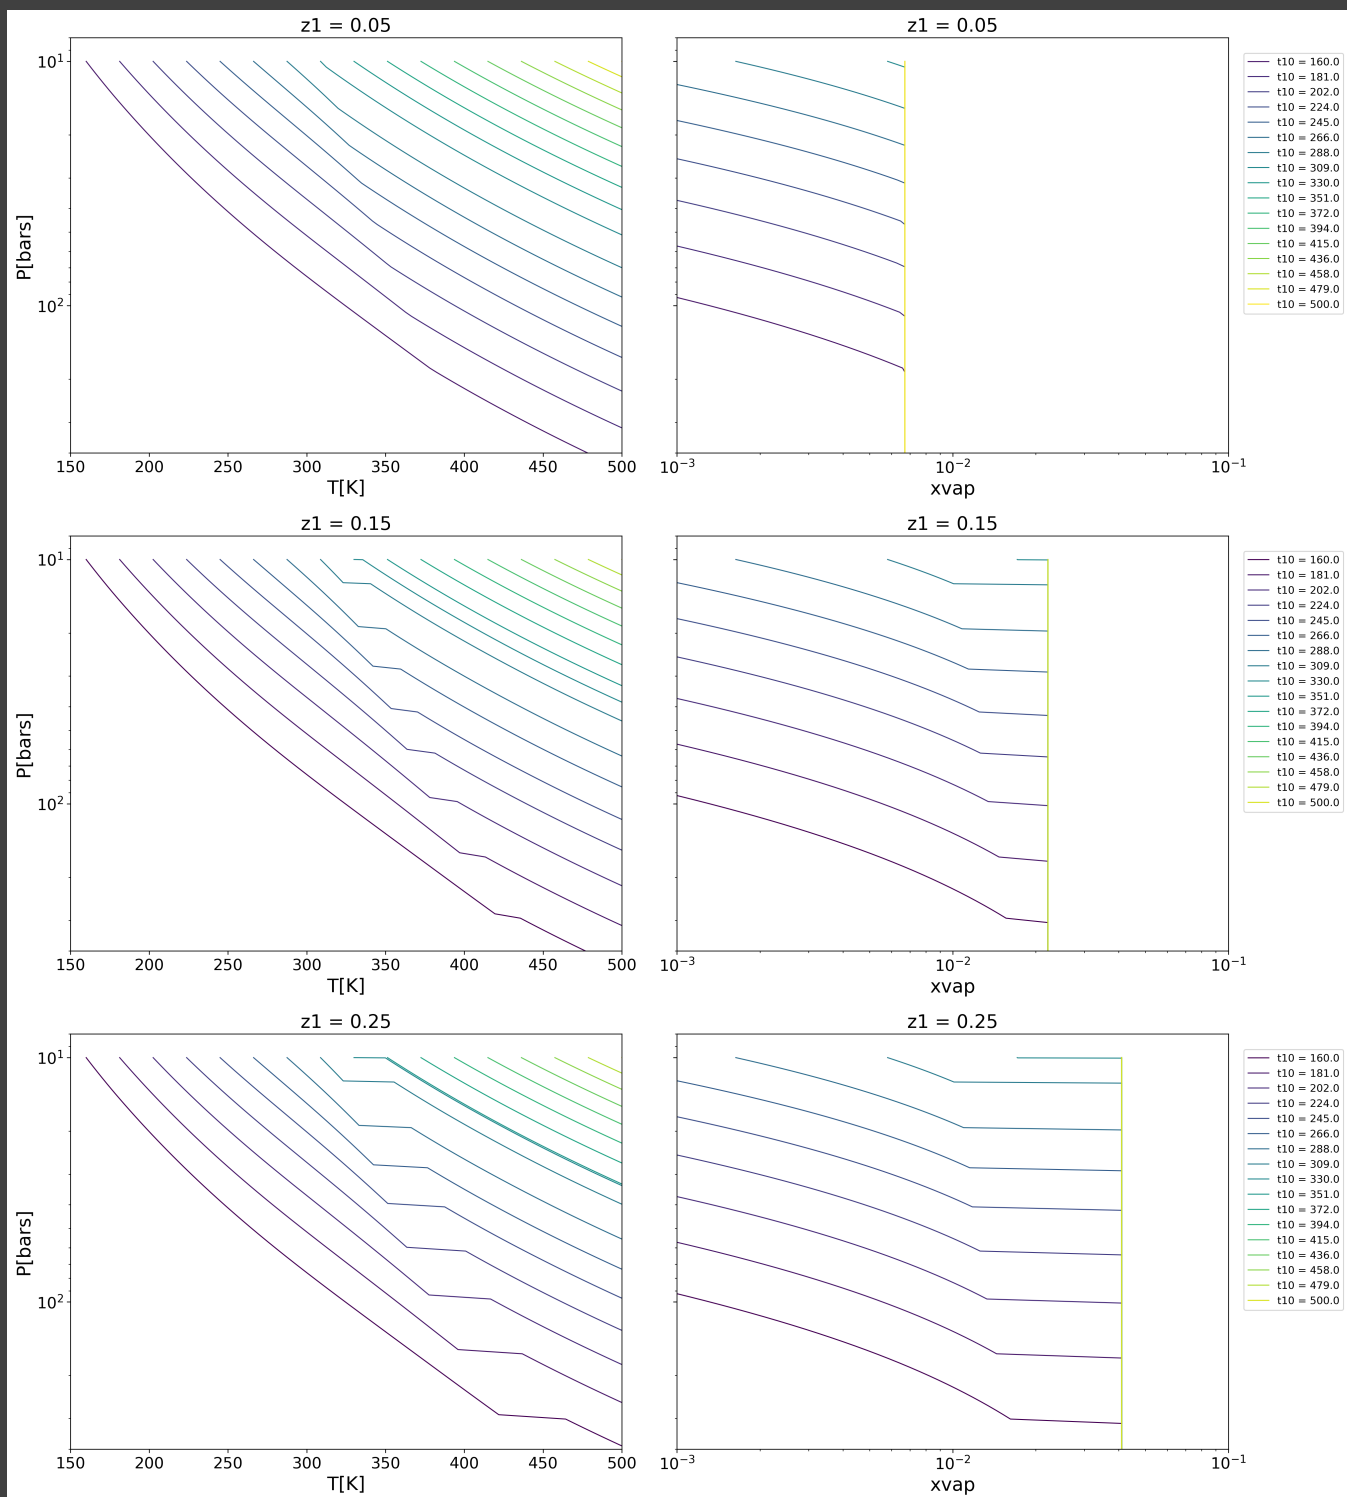 z1 = 0.05
10¹
10²
P[bars]
150 200 250 300 350 400 450 500
T[K]
z1 = 0.05
10⁻³ 10⁻² 10⁻¹
xvap
t10 = 160.0
t10 = 181.0
t10 = 202.0
t10 = 224.0
t10 = 245.0
t10 = 266.0
t10 = 288.0
t10 = 309.0
t10 = 330.0
t10 = 351.0
t10 = 372.0
t10 = 394.0
t10 = 415.0
t10 = 436.0
t10 = 458.0
t10 = 479.0
t10 = 500.0
z1 = 0.15
10¹
10²
P[bars]
150 200 250 300 350 400 450 500
T[K]
z1 = 0.15
10⁻³ 10⁻² 10⁻¹
xvap
t10 = 160.0
t10 = 181.0
t10 = 202.0
t10 = 224.0
t10 = 245.0
t10 = 266.0
t10 = 288.0
t10 = 309.0
t10 = 330.0
t10 = 351.0
t10 = 372.0
t10 = 394.0
t10 = 415.0
t10 = 436.0
t10 = 458.0
t10 = 479.0
t10 = 500.0
z1 = 0.25
10¹
10²
P[bars]
150 200 250 300 350 400 450 500
T[K]
z1 = 0.25
10⁻³ 10⁻² 10⁻¹
xvap
t10 = 160.0
t10 = 181.0
t10 = 202.0
t10 = 224.0
t10 = 245.0
t10 = 266.0
t10 = 288.0
t10 = 309.0
t10 = 330.0
t10 = 351.0
t10 = 372.0
t10 = 394.0
t10 = 415.0
t10 = 436.0
t10 = 458.0
t10 = 479.0
t10 = 500.0